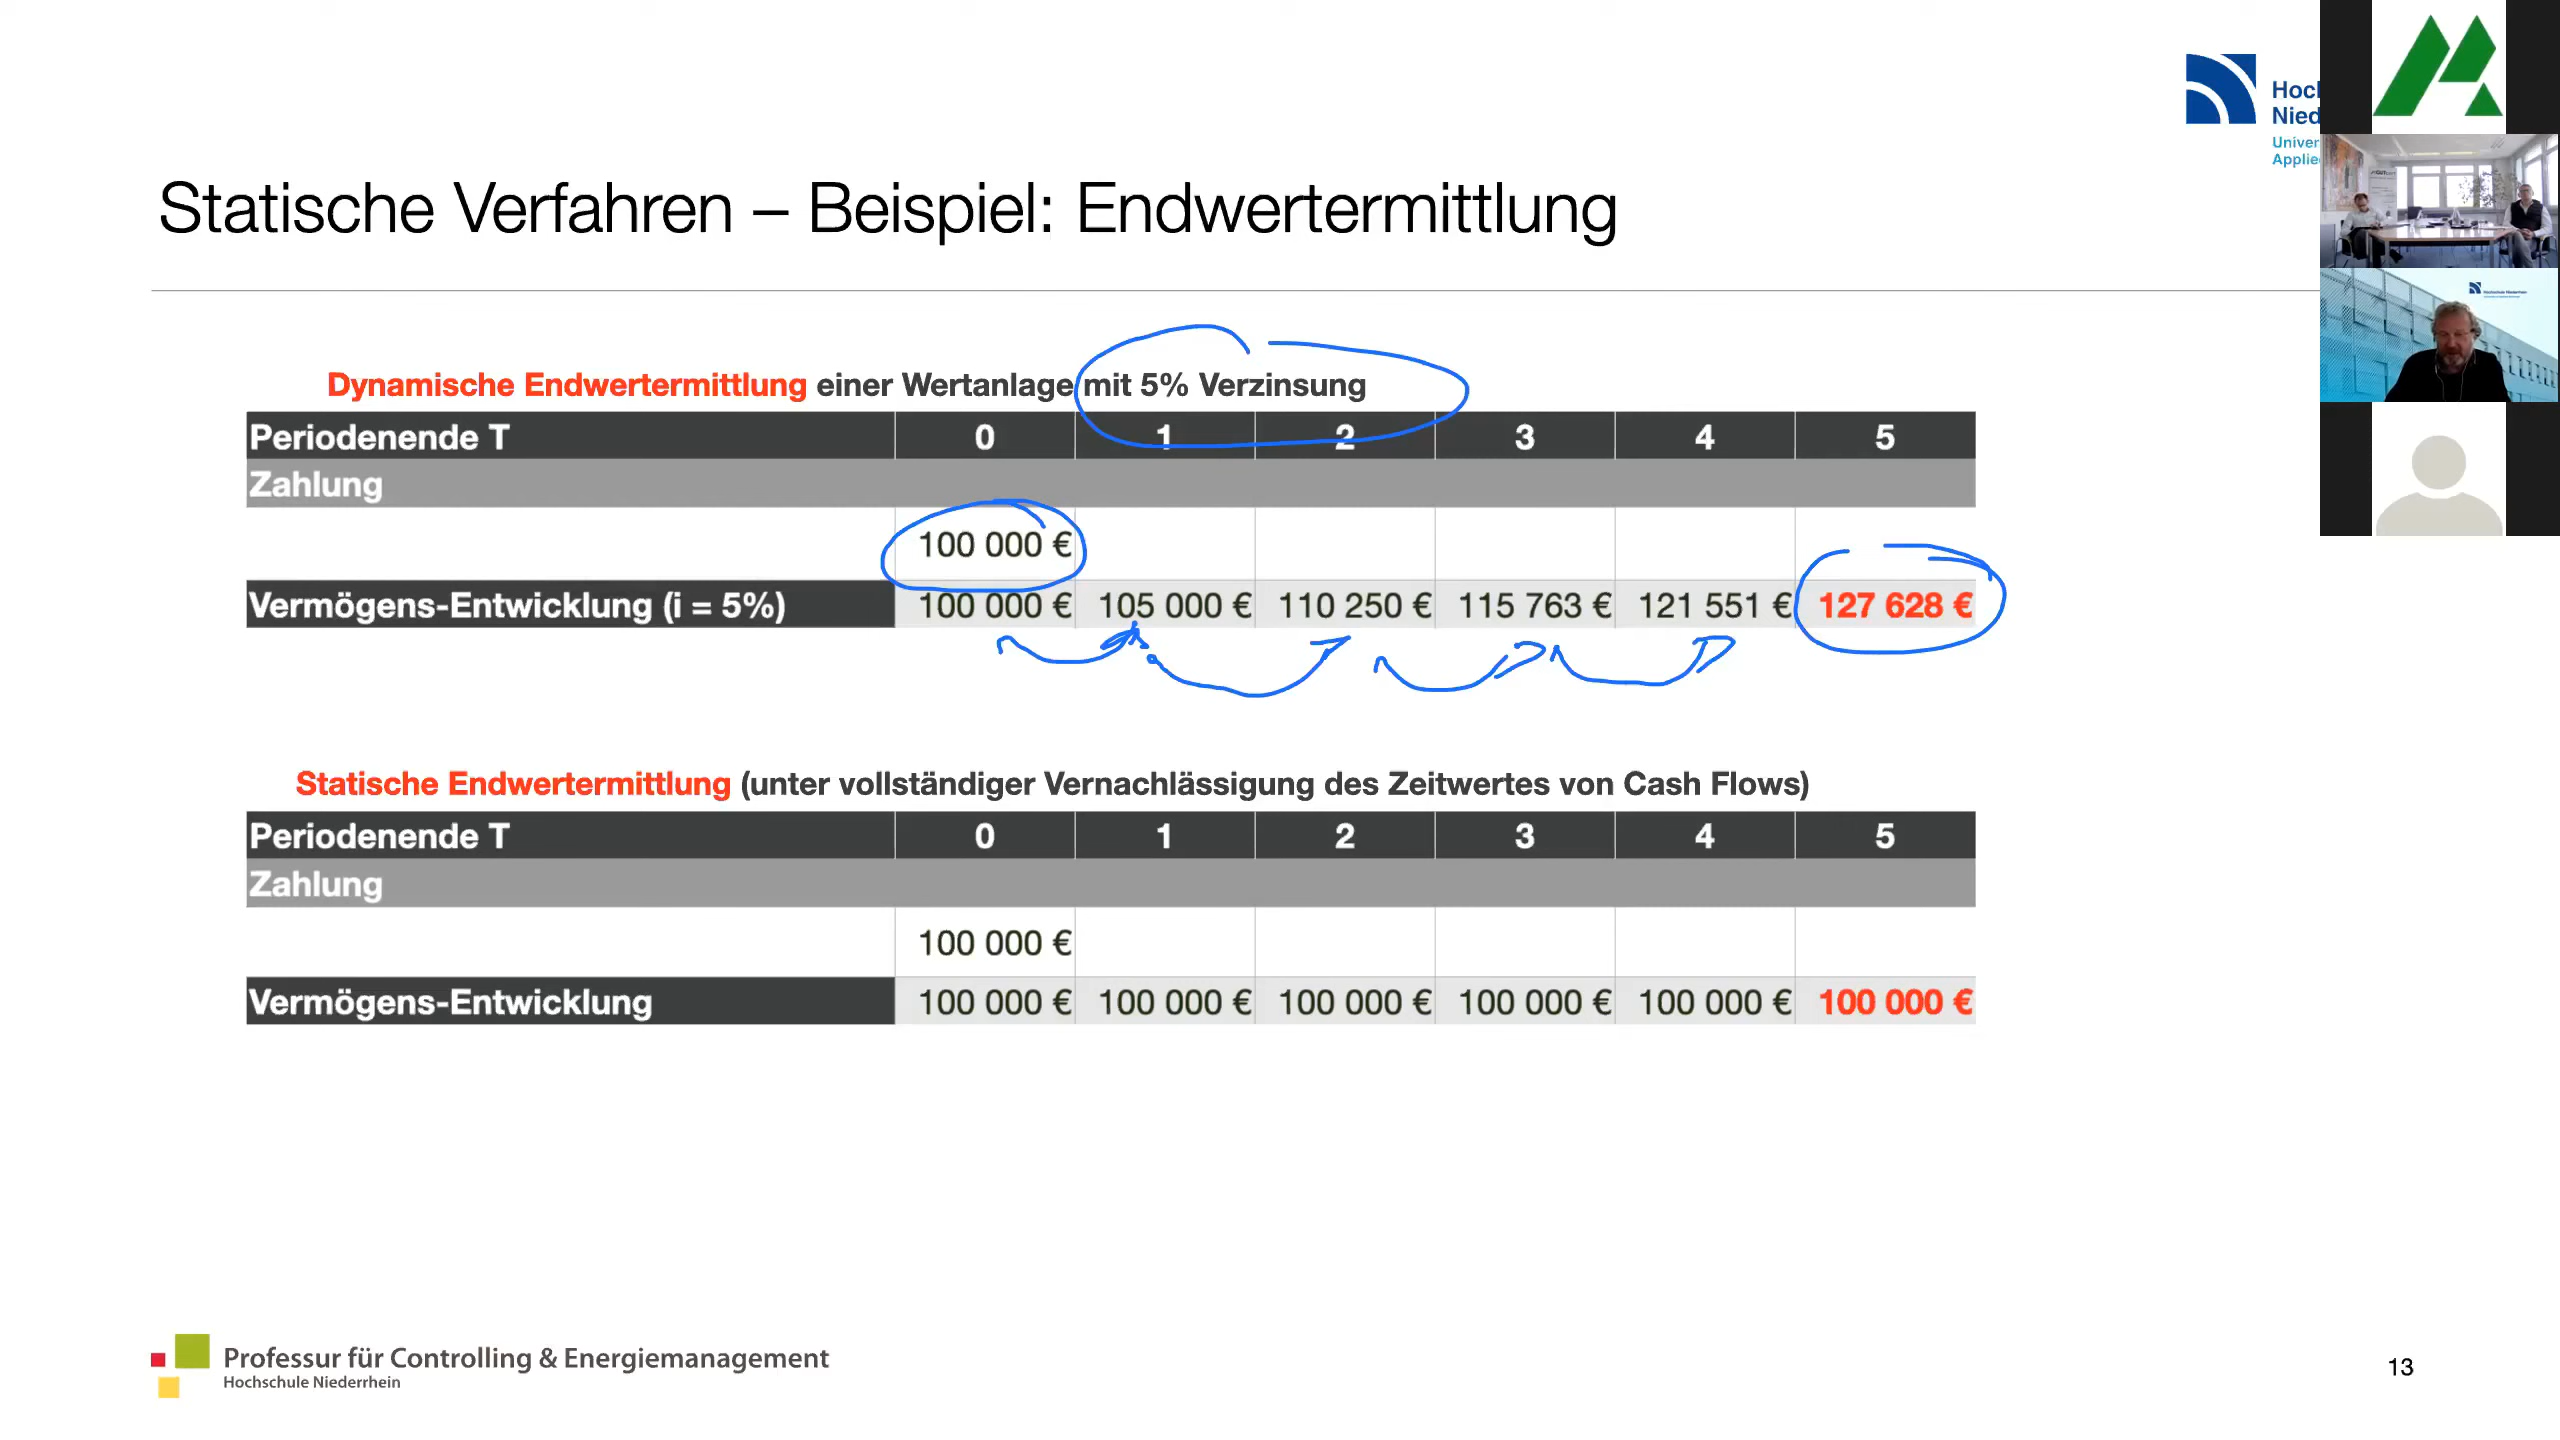 Hoc
Nied
Univer
Applie
Statische Verfahren – Beispiel: Endwertermittlung
Dynamische Endwertermittlung einer Wertanlage mit 5% Verzinsung
Periodenende T 0 1 2 3 4 5
Zahlung
100 000 €
Vermögens-Entwicklung (i = 5%) 100 000 € 105 000 € 110 250 € 115 763 € 121 551 € 127 628 €
Statische Endwertermittlung (unter vollständiger Vernachlässigung des Zeitwertes von Cash Flows)
Periodenende T 0 1 2 3 4 5
Zahlung
100 000 €
Vermögens-Entwicklung 100 000 € 100 000 € 100 000 € 100 000 € 100 000 € 100 000 €
Professur für Controlling & Energiemanagement
Hochschule Niederrhein
13